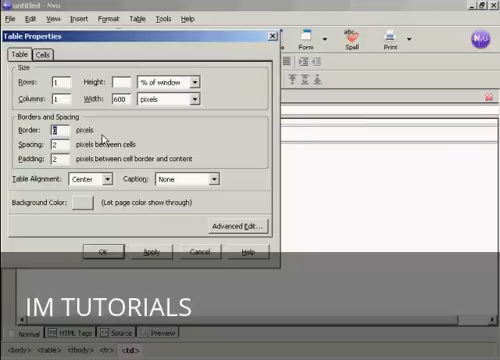 untitled - Nvu
File Edit View Insert Format Table Tools Help
Table Properties
Form Spell Print
Table Cells
Size
Rows: 1 Height: % of window
Columns: 1 Width: 600 pixels
Borders and Spacing
Border: pixels
Spacing: 2 pixels between cells
Padding: 2 pixels between cell border and content
Table Alignment: Center Caption: None
Background Color: (Let page color show through)
Advanced Edit...
OK Apply Cancel Help
IM TUTORIALS
Normal HTML Tags Source Preview
<body> <table> <tbody> <tr> <td>